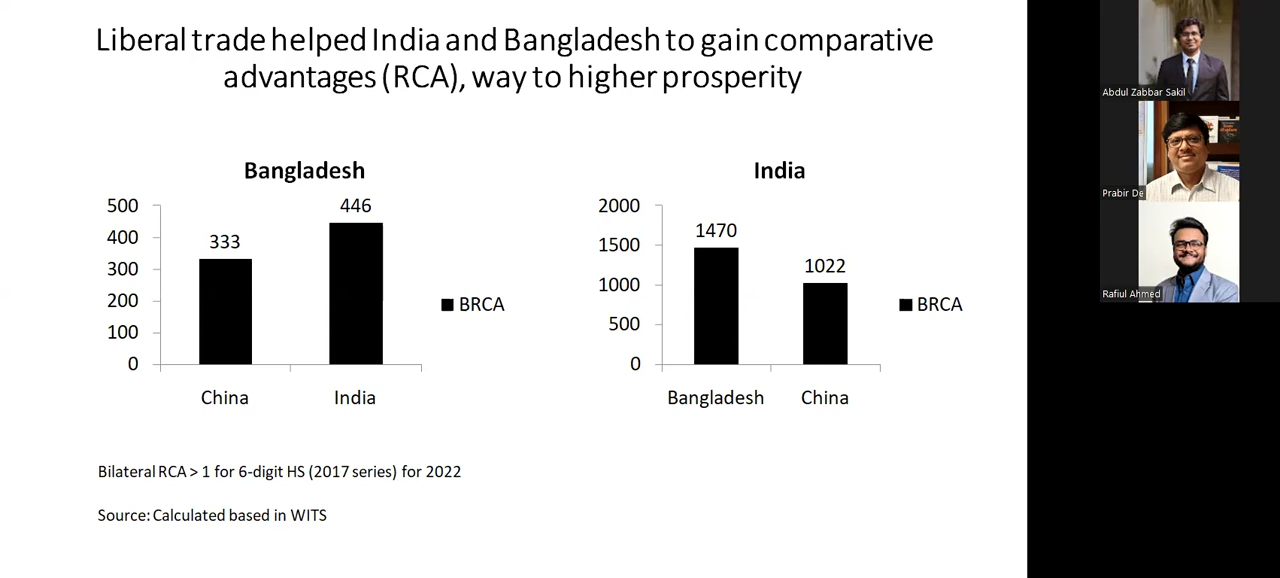 Liberal trade helped India and Bangladesh to gain comparative
advantages (RCA), way to higher prosperity
Bangladesh
500
400
300
200
100
0
333
446
China
India
BRCA
India
2000
1500
1000
500
0
1470
1022
Bangladesh
China
BRCA
Bilateral RCA > 1 for 6-digit HS (2017 series) for 2022
Source: Calculated based in WITS
Abdul Zabbar Sakil
Prabir De
Rafiul Ahmed